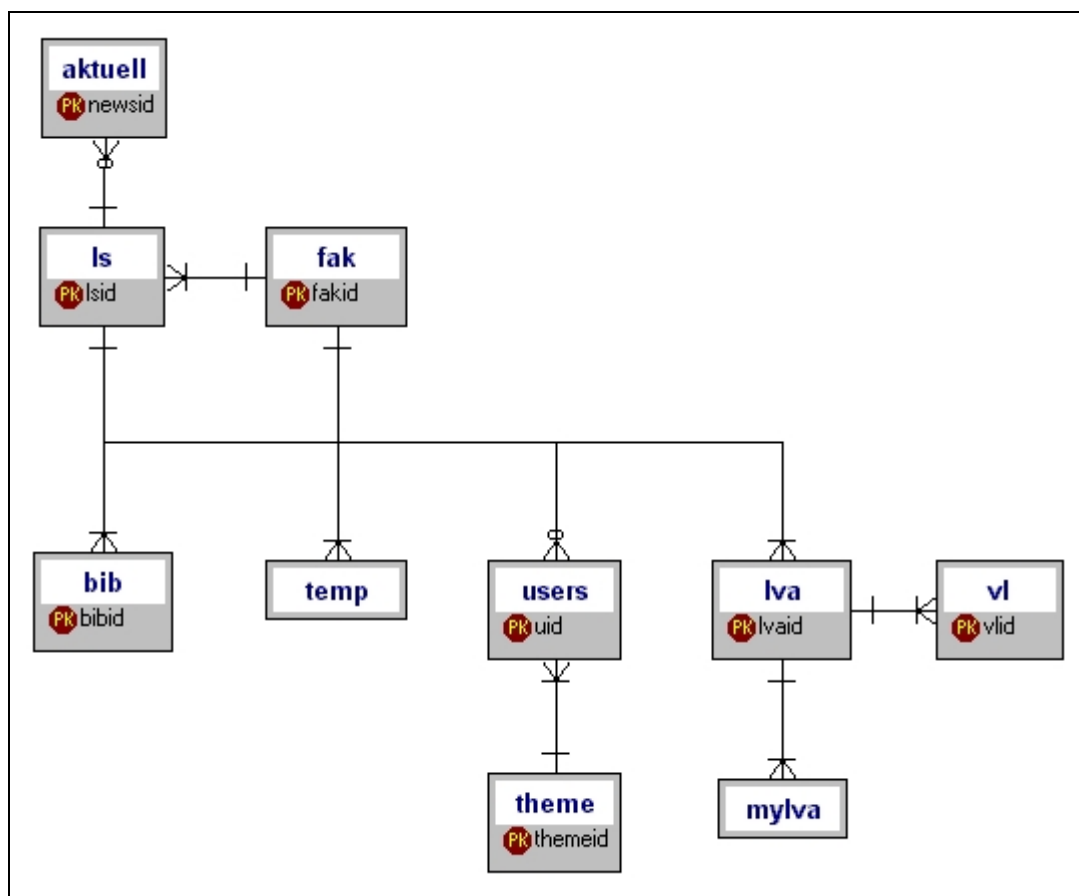 aktuell
PK newsid
ls
PK lsid
fak
PK fakid
bib
PK bibid
temp
users
PK uid
lva
PK lvaid
vl
PK vlid
theme
PK themeid
mylva